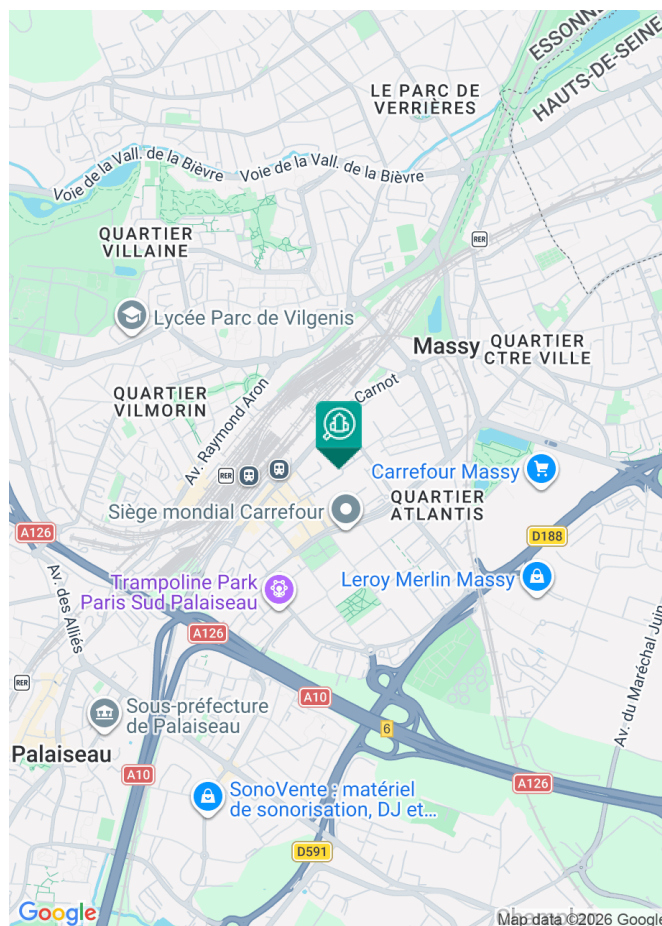 ESSONNE
HAUTS-DE-SEINE
LE PARC DE
VERRIÈRES
Voie de la Vall. de la Bièvre
Voie de la Vall. de la Bièvre
QUARTIER
VILLAINE
RER
Lycée Parc de Vilgenis
Massy
QUARTIER
CTRE VILLE
QUARTIER
VILMORIN
Av. Raymond Aron
Carnot
RER
Carrefour Massy
QUARTIER
ATLANTIS
Siège mondial Carrefour
A126
D188
Av. des Alliés
Trampoline Park
Paris Sud Palaiseau
Leroy Merlin Massy
A126
RER
A10
Av. du Maréchal Juin
Sous-préfecture
de Palaiseau
6
Palaiseau
A10
A126
SonoVente : matériel
de sonorisation, DJ et…
D591
Google
Map data ©2026 Google